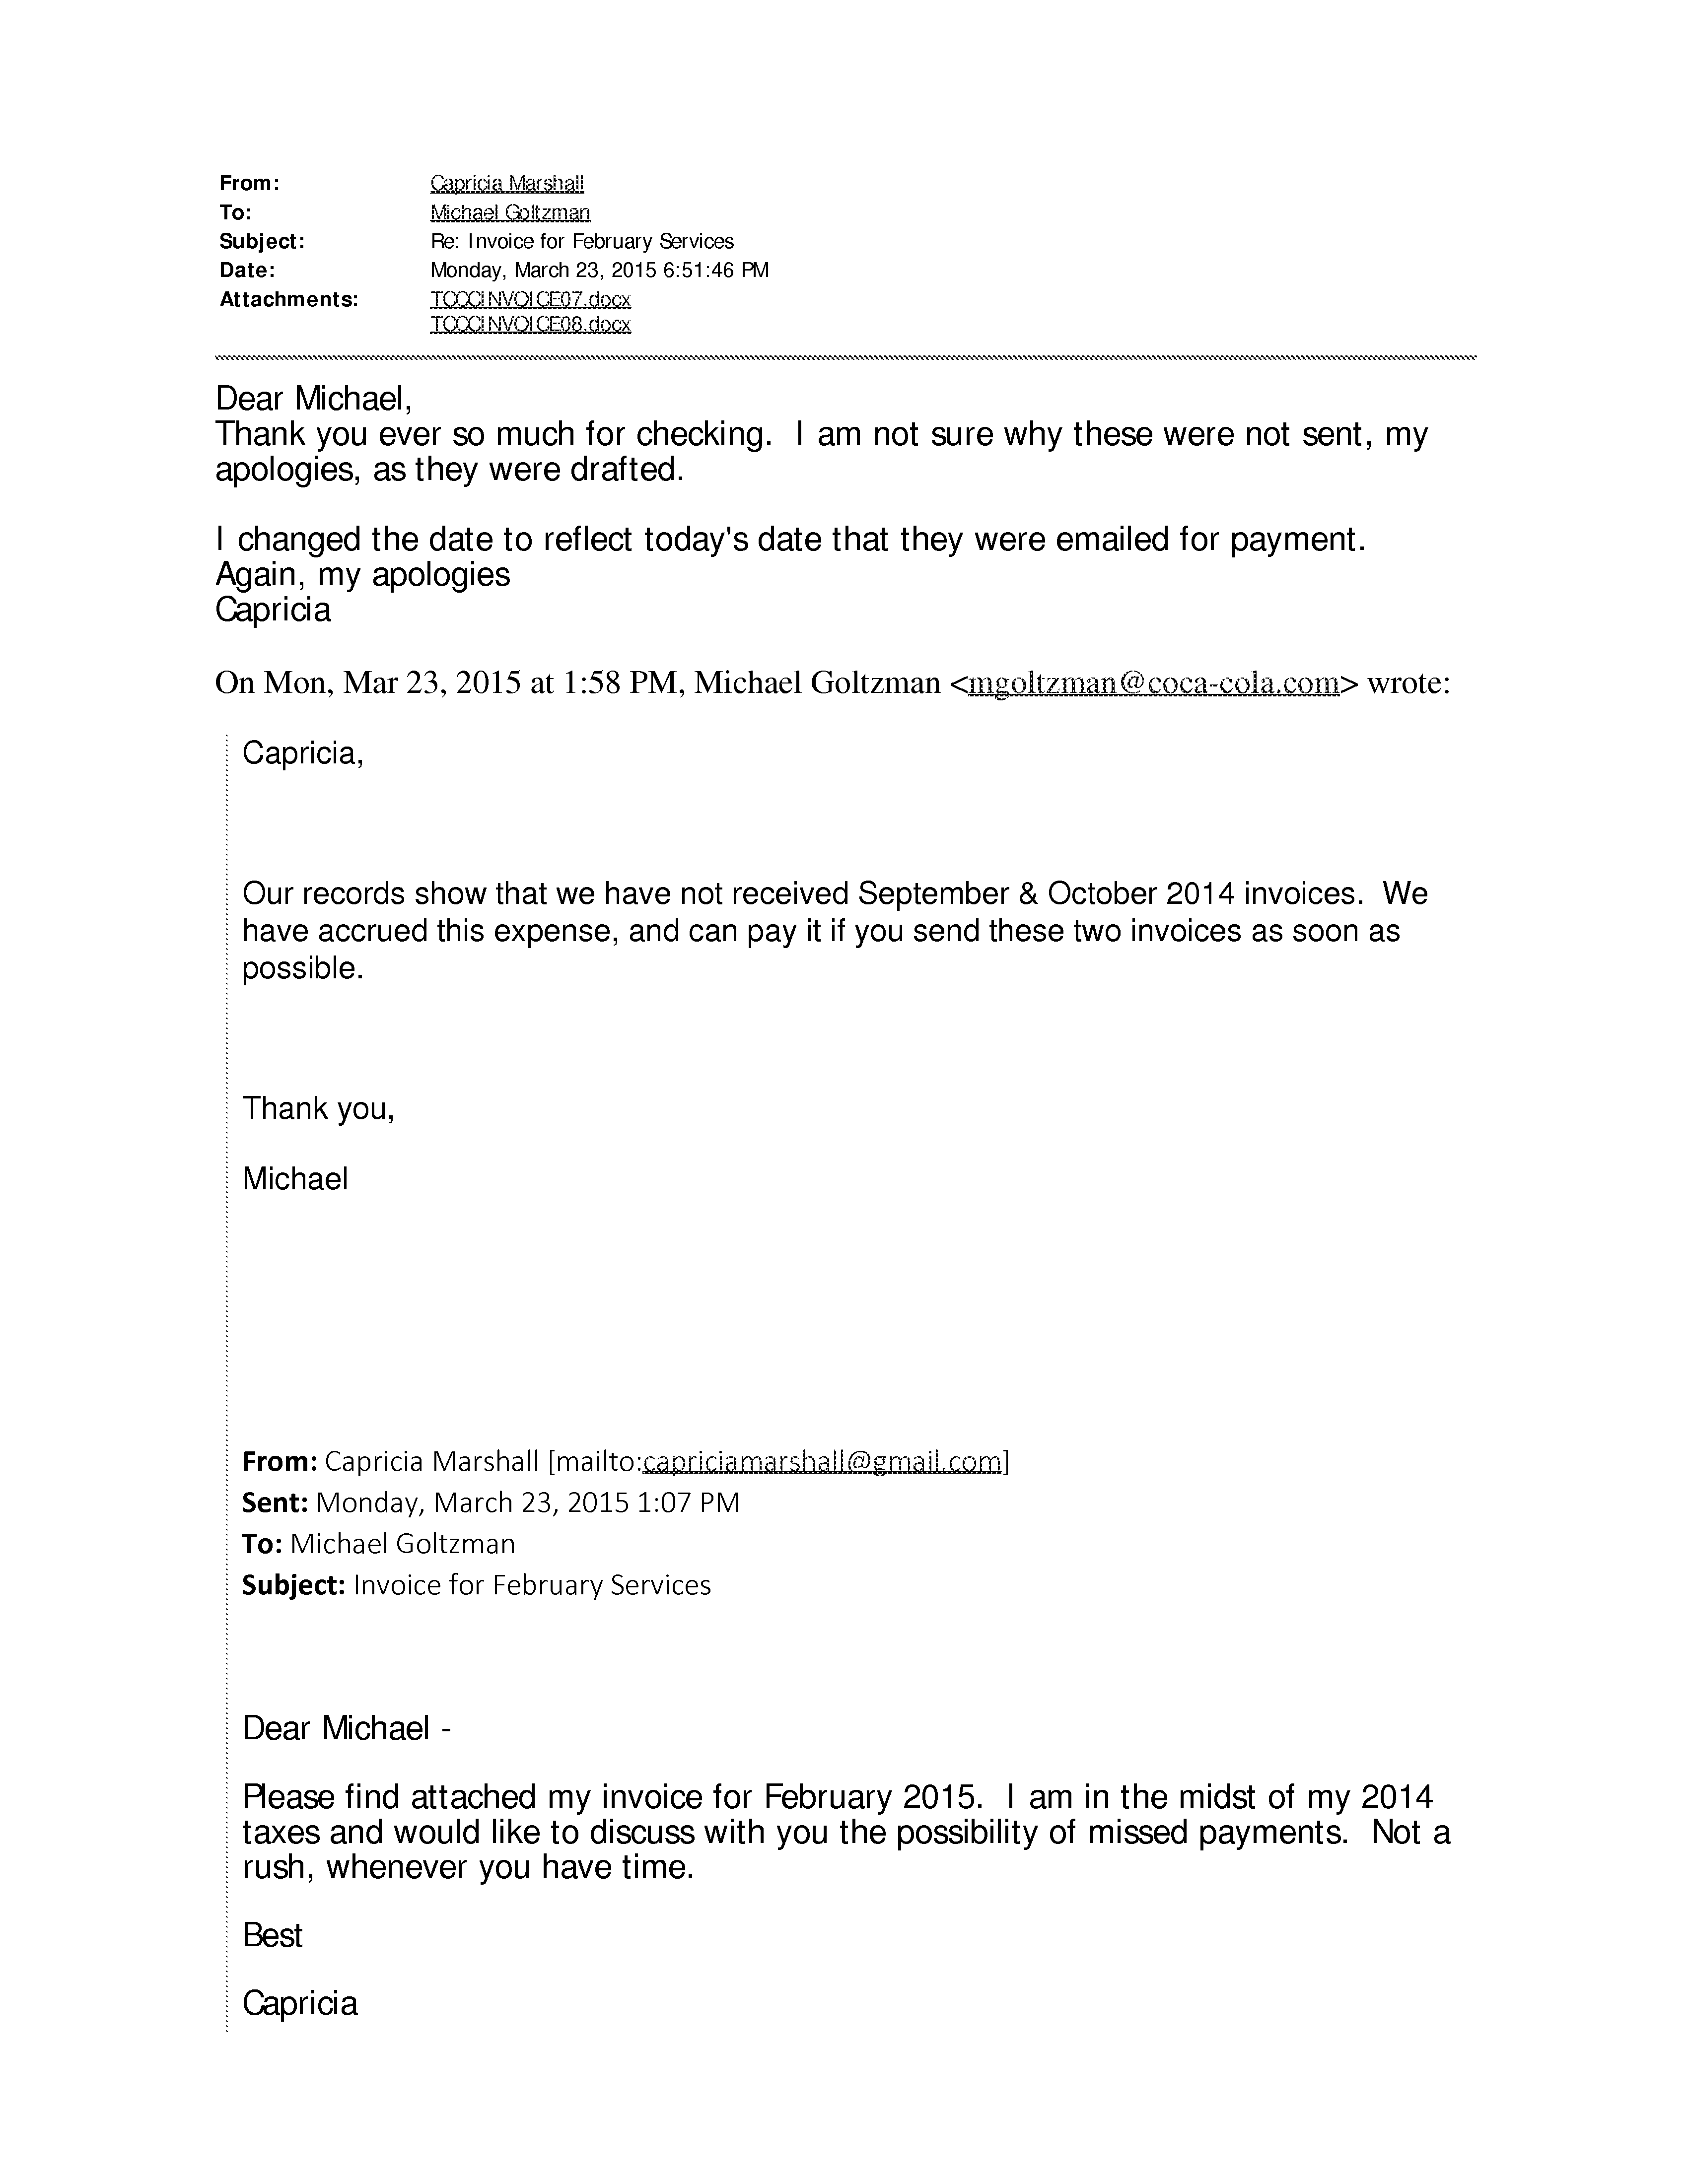 From: Capricia Marshall
To: Michael Goltzman
Subject: Re: Invoice for February Services
Date: Monday, March 23, 2015 6:51:46 PM
Attachments: TCCCINVOICE07.docx
TCCCINVOICE08.docx
Dear Michael,
Thank you ever so much for checking.  I am not sure why these were not sent, my
apologies, as they were drafted.
I changed the date to reflect today's date that they were emailed for payment.
Again, my apologies
Capricia
On Mon, Mar 23, 2015 at 1:58 PM, Michael Goltzman <mgoltzman@coca-cola.com> wrote:
Capricia,
Our records show that we have not received September & October 2014 invoices.  We
have accrued this expense, and can pay it if you send these two invoices as soon as
possible.
Thank you,
Michael
From: Capricia Marshall [mailto:capriciamarshall@gmail.com]
Sent: Monday, March 23, 2015 1:07 PM
To: Michael Goltzman
Subject: Invoice for February Services
Dear Michael -
Please find attached my invoice for February 2015.  I am in the midst of my 2014
taxes and would like to discuss with you the possibility of missed payments.  Not a
rush, whenever you have time.
Best
Capricia